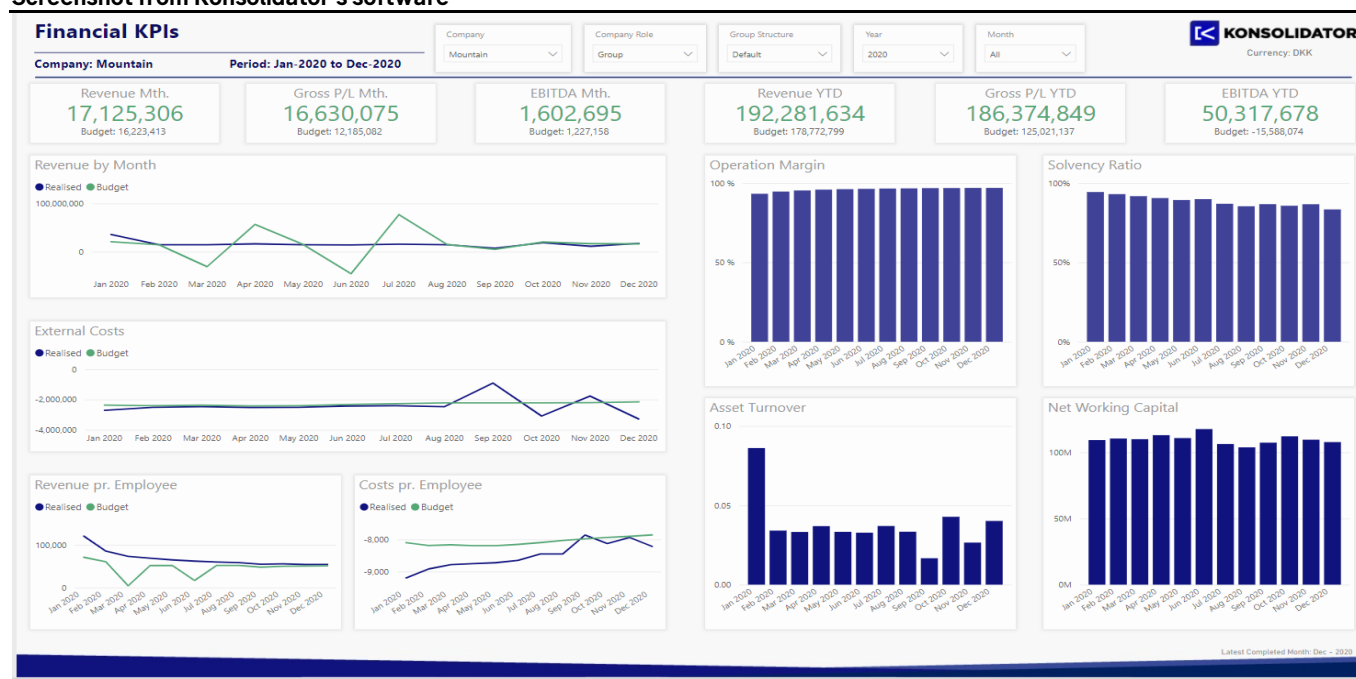 Screenshot from Konsolidator's software
Financial KPIs
Company: Mountain
Period: Jan-2020 to Dec-2020
Company
Mountain
Company Role
Group
Group Structure
Default
Year
2020
Month
All
KONSOLIDATOR
Currency: DKK
Revenue Mth.
17,125,306
Budget: 16,223,413
Gross P/L Mth.
16,630,075
Budget: 12,185,082
EBITDA Mth.
1,602,695
Budget: 1,227,158
Revenue YTD
192,281,634
Budget: 178,772,799
Gross P/L YTD
186,374,849
Budget: 125,021,137
EBITDA YTD
50,317,678
Budget: -15,588,074
Revenue by Month
Realised Budget
100,000,000
0
Jan 2020 Feb 2020 Mar 2020 Apr 2020 May 2020 Jun 2020 Jul 2020 Aug 2020 Sep 2020 Oct 2020 Nov 2020 Dec 2020
External Costs
Realised Budget
0
-2,000,000
-4,000,000
Jan 2020 Feb 2020 Mar 2020 Apr 2020 May 2020 Jun 2020 Jul 2020 Aug 2020 Sep 2020 Oct 2020 Nov 2020 Dec 2020
Revenue pr. Employee
Realised Budget
100,000
0
Jan 2020 Feb 2020 Mar 2020 Apr 2020 May 2020 Jun 2020 Jul 2020 Aug 2020 Sep 2020 Oct 2020 Nov 2020 Dec 2020
Costs pr. Employee
Realised Budget
-8,000
-9,000
Jan 2020 Feb 2020 Mar 2020 Apr 2020 May 2020 Jun 2020 Jul 2020 Aug 2020 Sep 2020 Oct 2020 Nov 2020 Dec 2020
Operation Margin
100 %
50 %
0 %
Jan 2020 Feb 2020 Mar 2020 Apr 2020 May 2020 Jun 2020 Jul 2020 Aug 2020 Sep 2020 Oct 2020 Nov 2020 Dec 2020
Solvency Ratio
100%
50%
0%
Jan 2020 Feb 2020 Mar 2020 Apr 2020 May 2020 Jun 2020 Jul 2020 Aug 2020 Sep 2020 Oct 2020 Nov 2020 Dec 2020
Asset Turnover
0.10
0.05
0.00
Jan 2020 Feb 2020 Mar 2020 Apr 2020 May 2020 Jun 2020 Jul 2020 Aug 2020 Sep 2020 Oct 2020 Nov 2020 Dec 2020
Net Working Capital
100M
50M
0M
Jan 2020 Feb 2020 Mar 2020 Apr 2020 May 2020 Jun 2020 Jul 2020 Aug 2020 Sep 2020 Oct 2020 Nov 2020 Dec 2020
Latest Completed Month: Dec - 2020